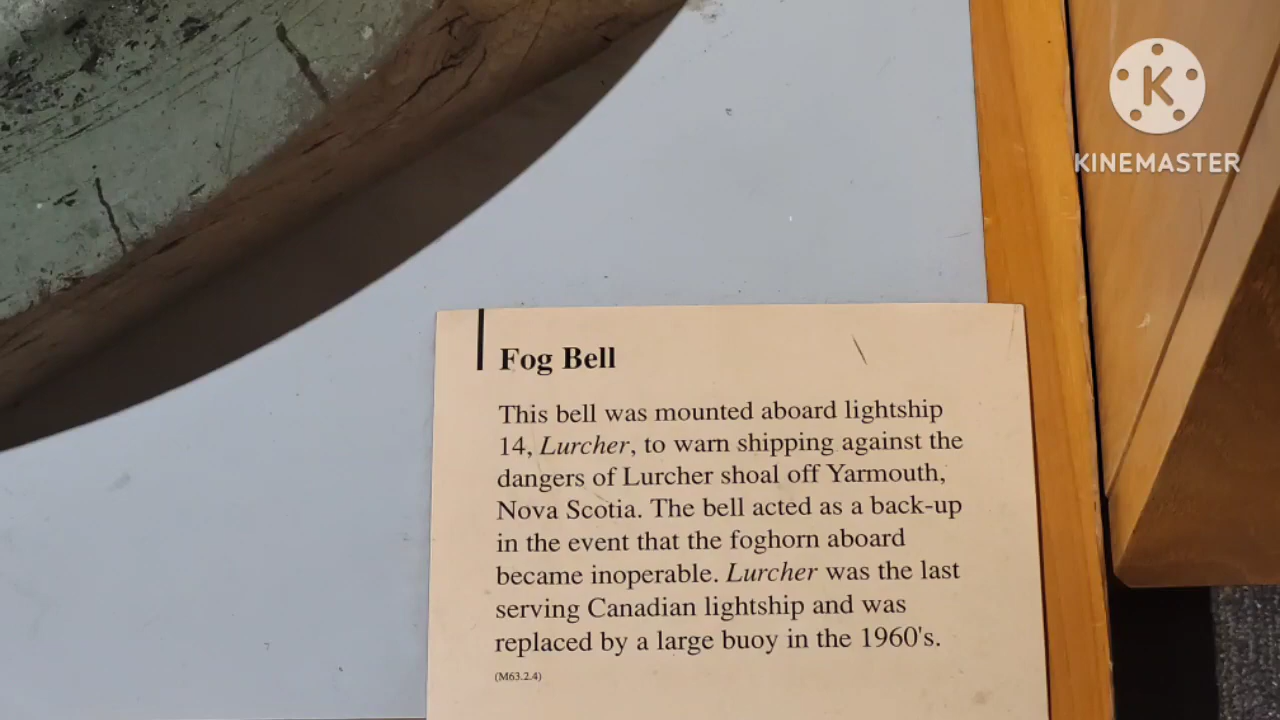 K
KINEMASTER
Fog Bell
This bell was mounted aboard lightship
14, Lurcher, to warn shipping against the
dangers of Lurcher shoal off Yarmouth,
Nova Scotia. The bell acted as a back-up
in the event that the foghorn aboard
became inoperable. Lurcher was the last
serving Canadian lightship and was
replaced by a large buoy in the 1960's.
(M63.2.4)